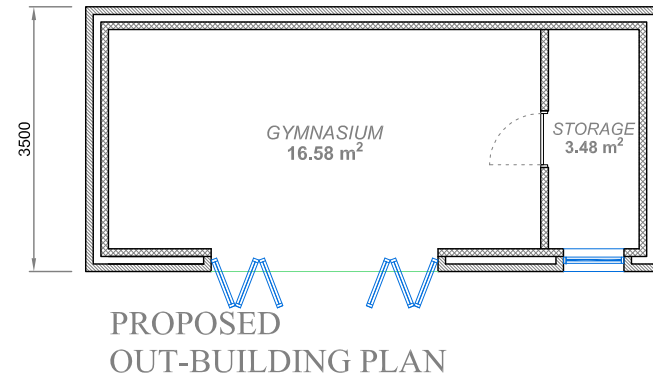 3500
GYMNASIUM
16.58 m²
STORAGE
3.48 m²
PROPOSED
OUT-BUILDING PLAN